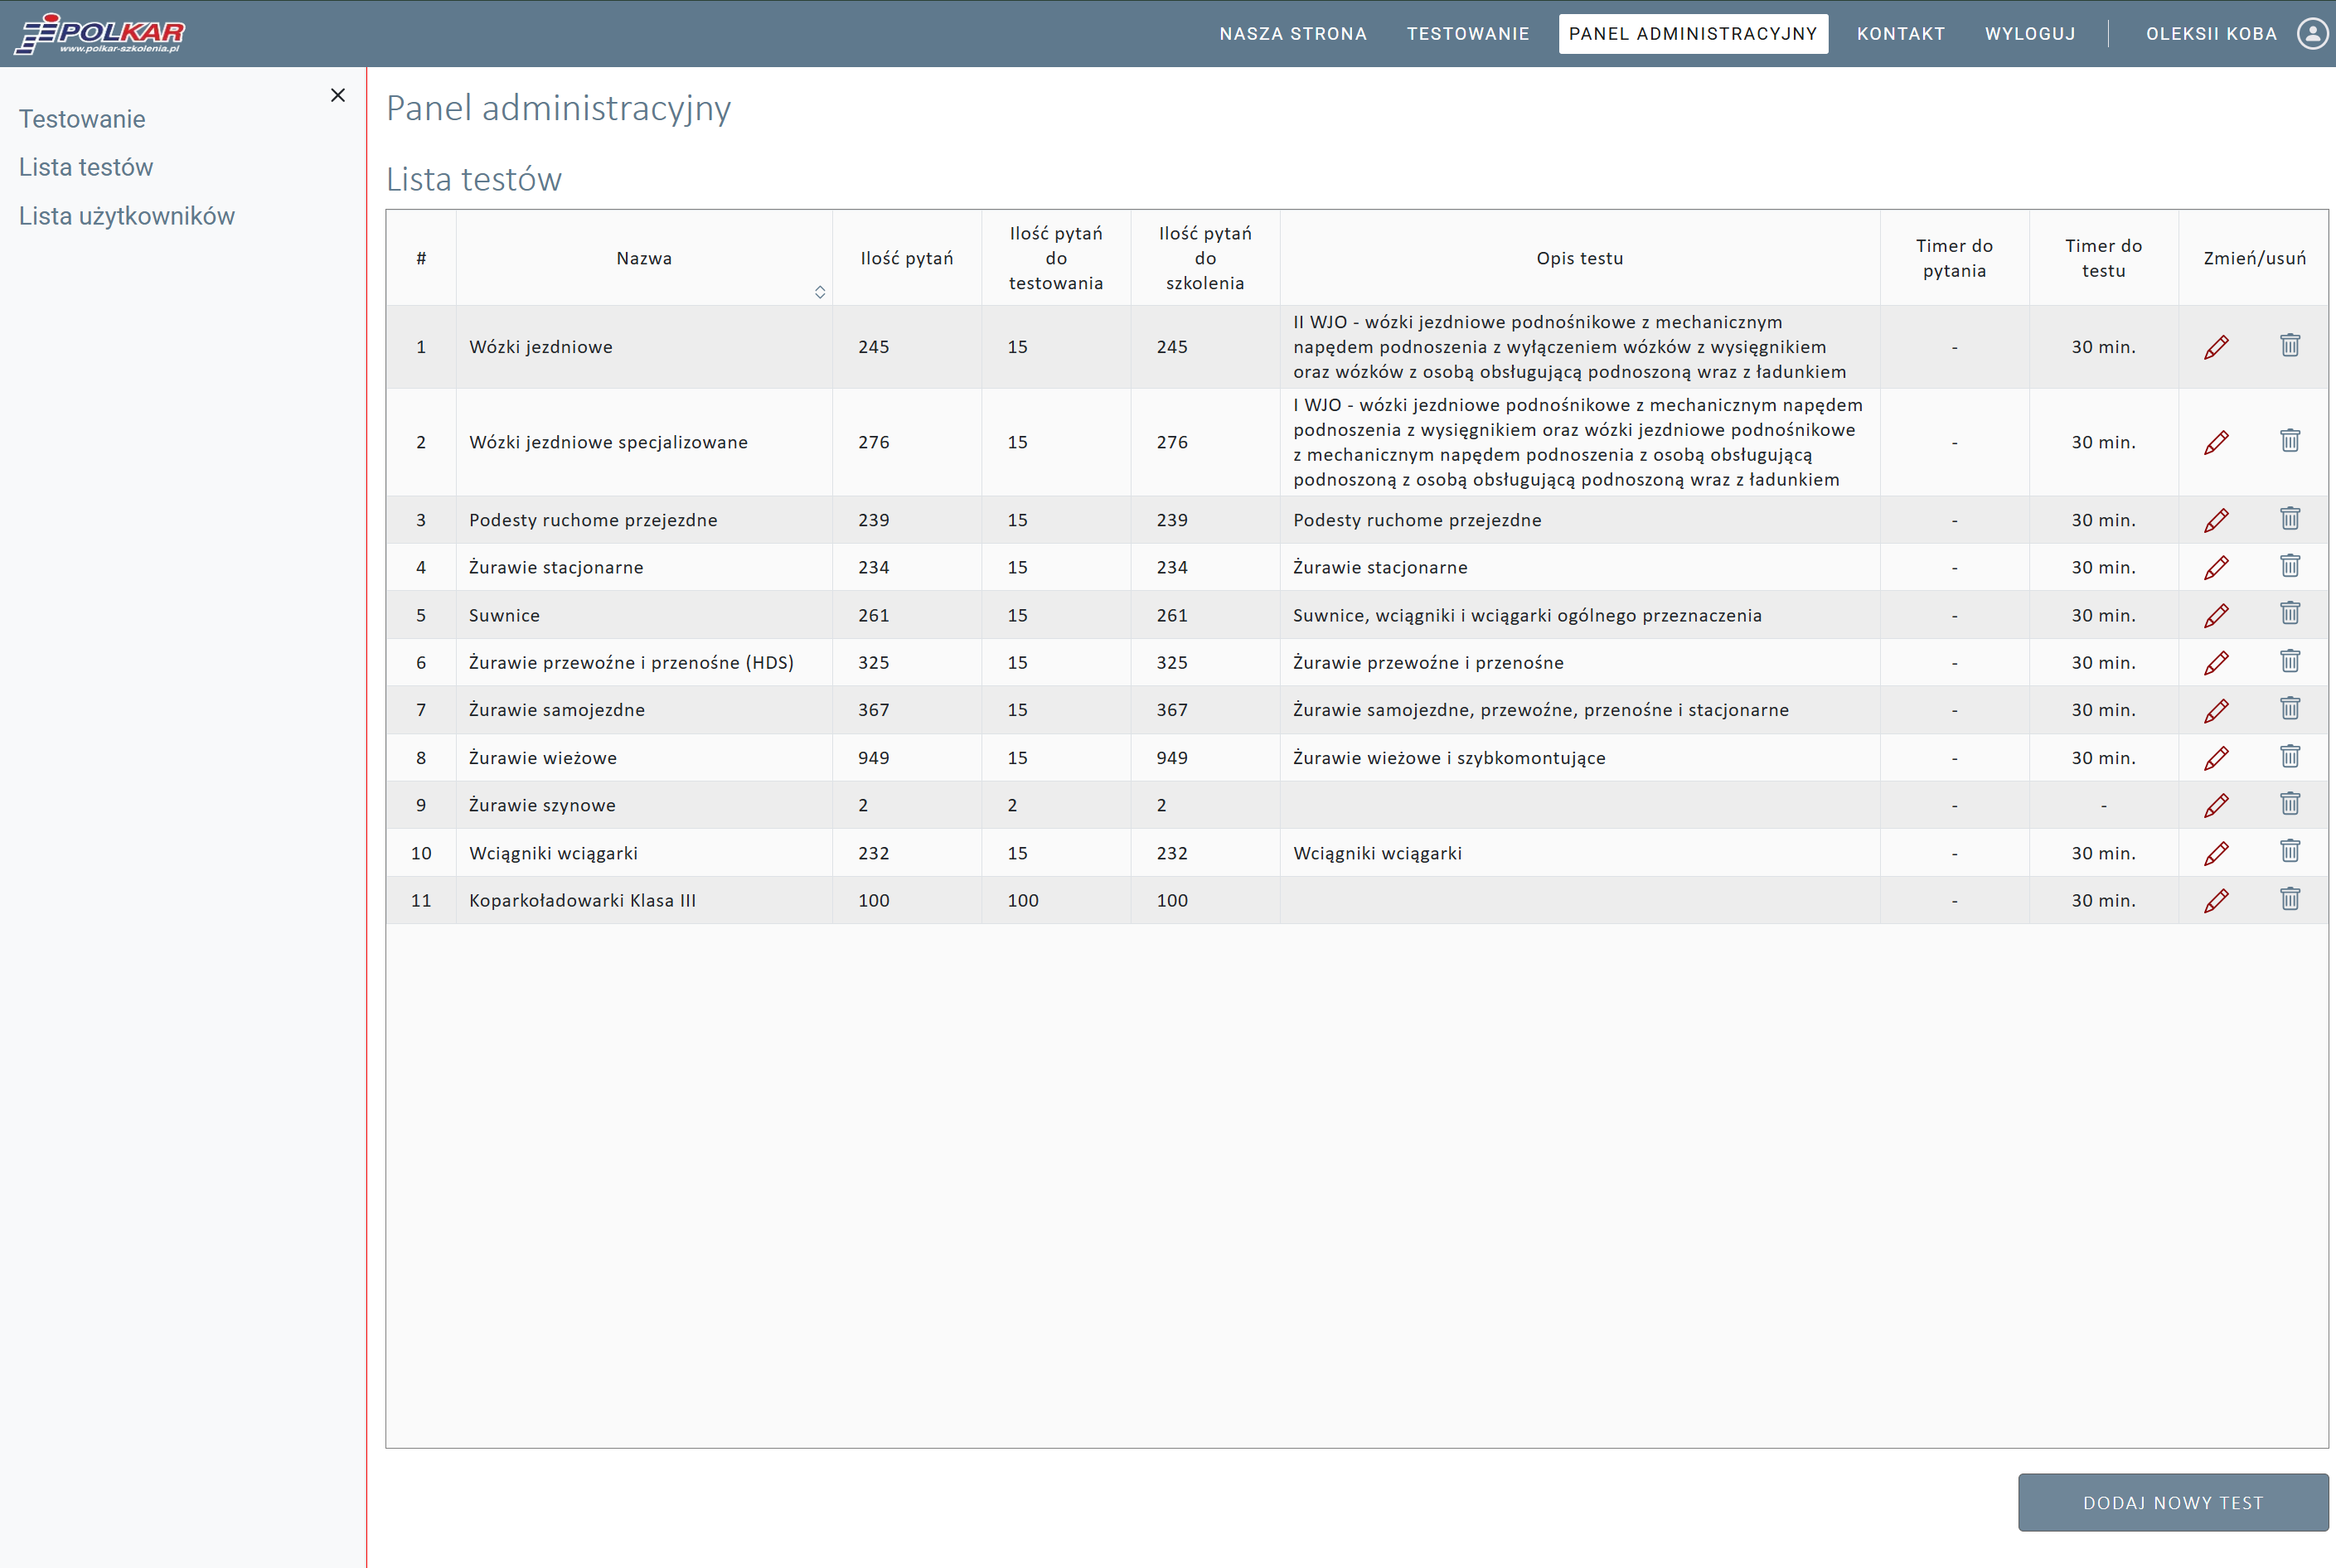 POLKAR
www.polkar-szkolenia.pl
NASZA STRONA TESTOWANIE PANEL ADMINISTRACYJNY KONTAKT WYLOGUJ OLEKSII KOBA
Testowanie
Lista testów
Lista użytkowników
Panel administracyjny
Lista testów
# Nazwa Ilość pytań Ilość pytań do testowania Ilość pytań do szkolenia Opis testu Timer do pytania Timer do testu Zmień/usuń
1 Wózki jezdniowe 245 15 245 II WJO - wózki jezdniowe podnośnikowe z mechanicznym
napędem podnoszenia z wyłączeniem wózków z wysięgnikiem
oraz wózków z osobą obsługującą podnoszoną wraz z ładunkiem - 30 min.
2 Wózki jezdniowe specjalizowane 276 15 276 I WJO - wózki jezdniowe podnośnikowe z mechanicznym napędem
podnoszenia z wysięgnikiem oraz wózki jezdniowe podnośnikowe
z mechanicznym napędem podnoszenia z osobą obsługującą
podnoszoną z osobą obsługującą podnoszoną wraz z ładunkiem - 30 min.
3 Podesty ruchome przejezdne 239 15 239 Podesty ruchome przejezdne - 30 min.
4 Żurawie stacjonarne 234 15 234 Żurawie stacjonarne - 30 min.
5 Suwnice 261 15 261 Suwnice, wciągniki i wciągarki ogólnego przeznaczenia - 30 min.
6 Żurawie przewoźne i przenośne (HDS) 325 15 325 Żurawie przewoźne i przenośne - 30 min.
7 Żurawie samojezdne 367 15 367 Żurawie samojezdne, przewoźne, przenośne i stacjonarne - 30 min.
8 Żurawie wieżowe 949 15 949 Żurawie wieżowe i szybkomontujące - 30 min.
9 Żurawie szynowe 2 2 2 - -
10 Wciągniki wciągarki 232 15 232 Wciągniki wciągarki - 30 min.
11 Koparkoładowarki Klasa III 100 100 100 - 30 min.
DODAJ NOWY TEST